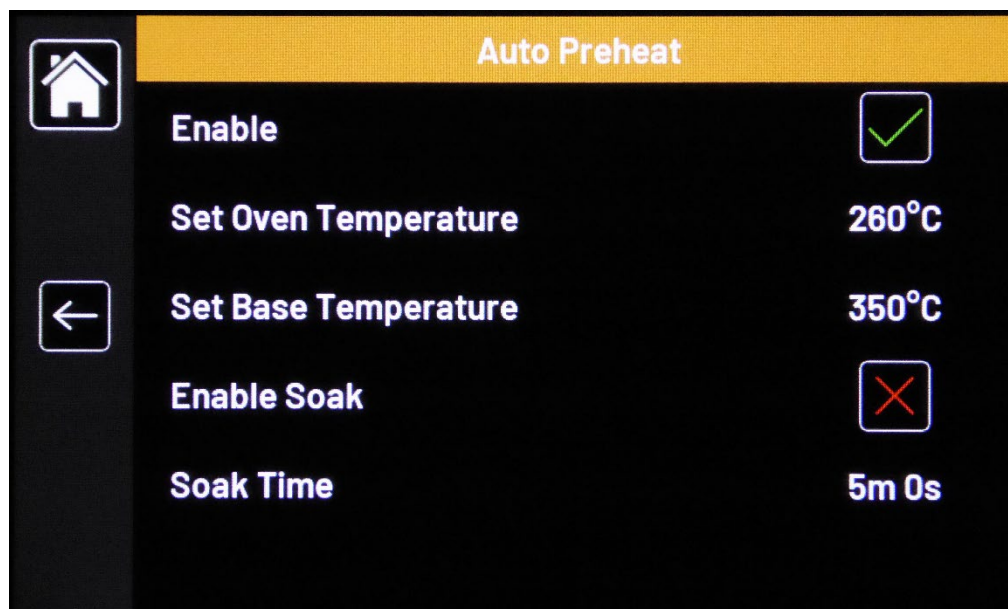 Auto Preheat
Enable
Set Oven Temperature 260°C
Set Base Temperature 350°C
Enable Soak
Soak Time 5m 0s